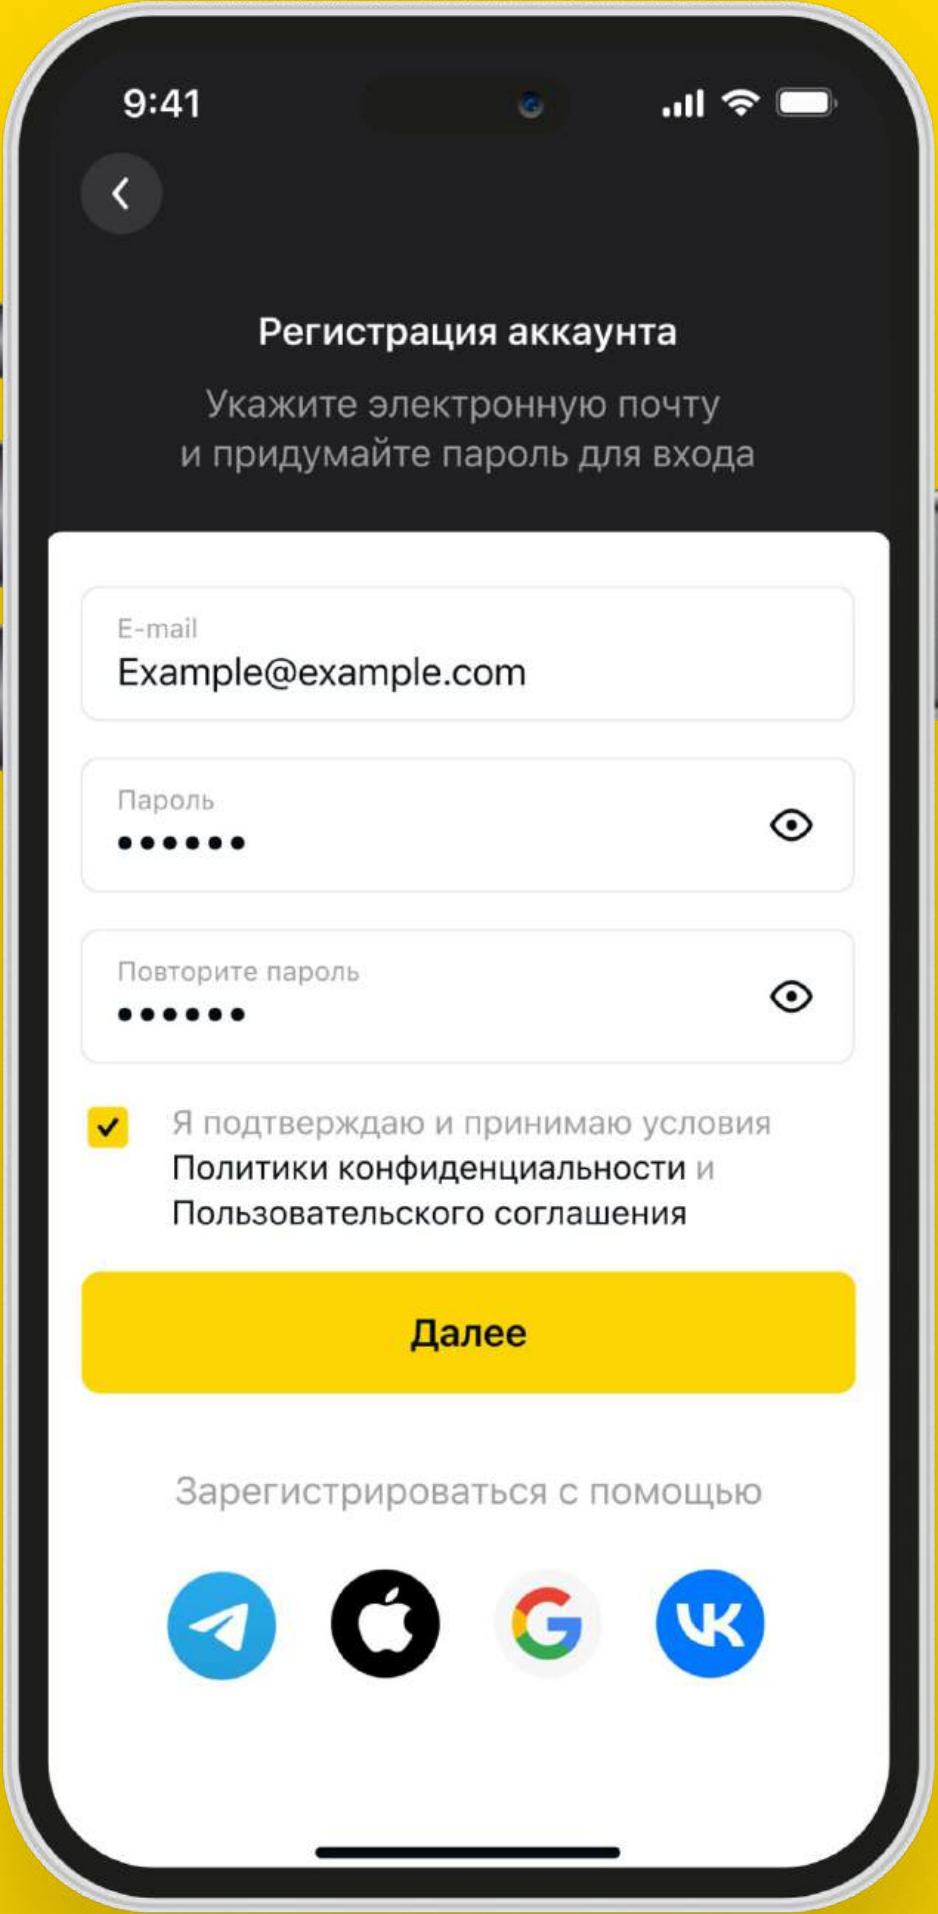 9:41
Регистрация аккаунта
Укажите электронную почту
и придумайте пароль для входа
E-mail
Example@example.com
Пароль
••••••
Повторите пароль
••••••
Я подтверждаю и принимаю условия
Политики конфиденциальности и
Пользовательского соглашения
Далее
Зарегистрироваться с помощью